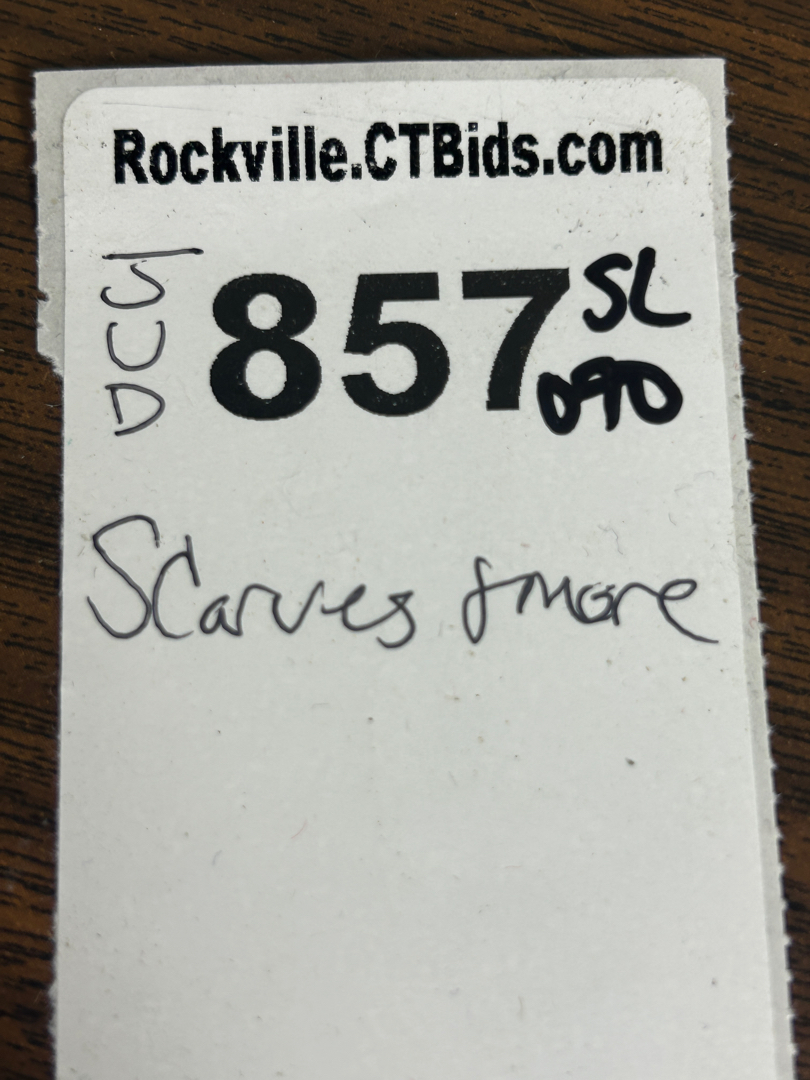 Rockville.CTBids.com
JUD
857
SL
090
Scarves & more